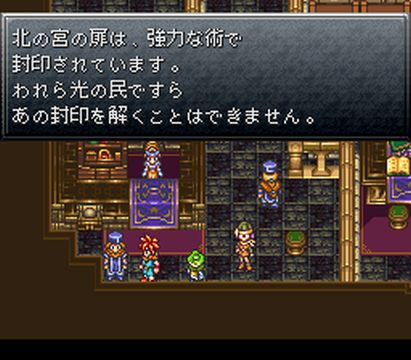 北の宮の扉は、強力な術で
封印されています。
われら光の民ですら
あの封印を解くことはできません。